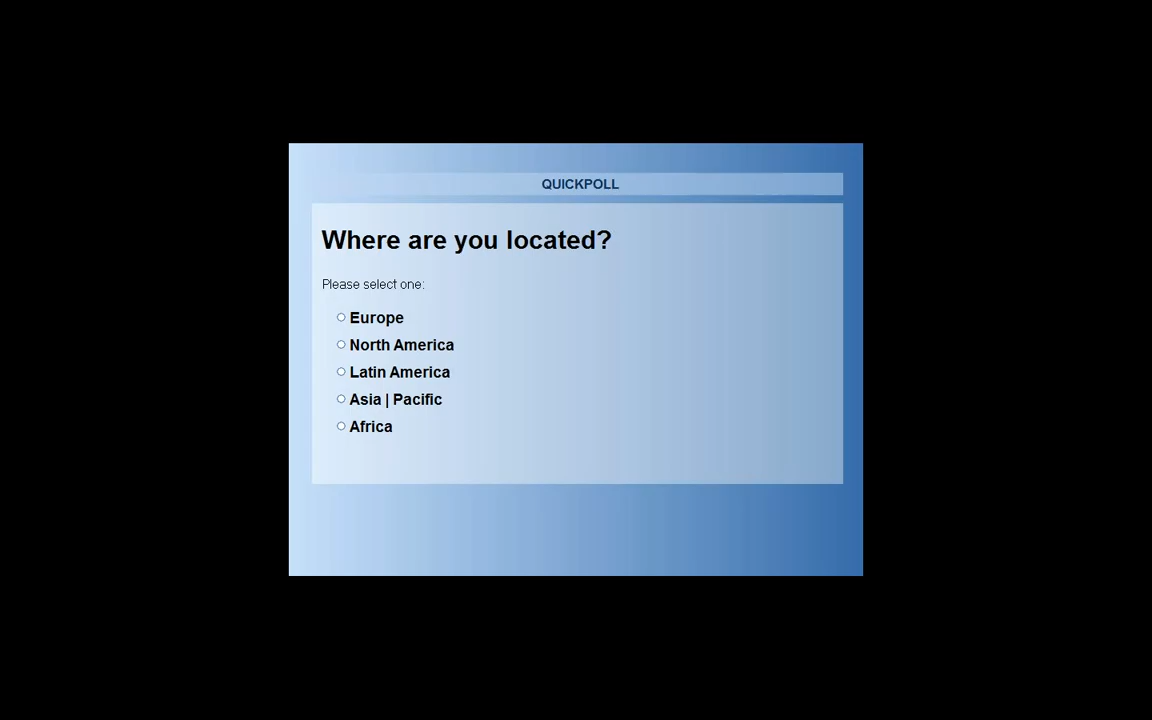 QUICKPOLL
Where are you located?
Please select one:
Europe
North America
Latin America
Asia | Pacific
Africa